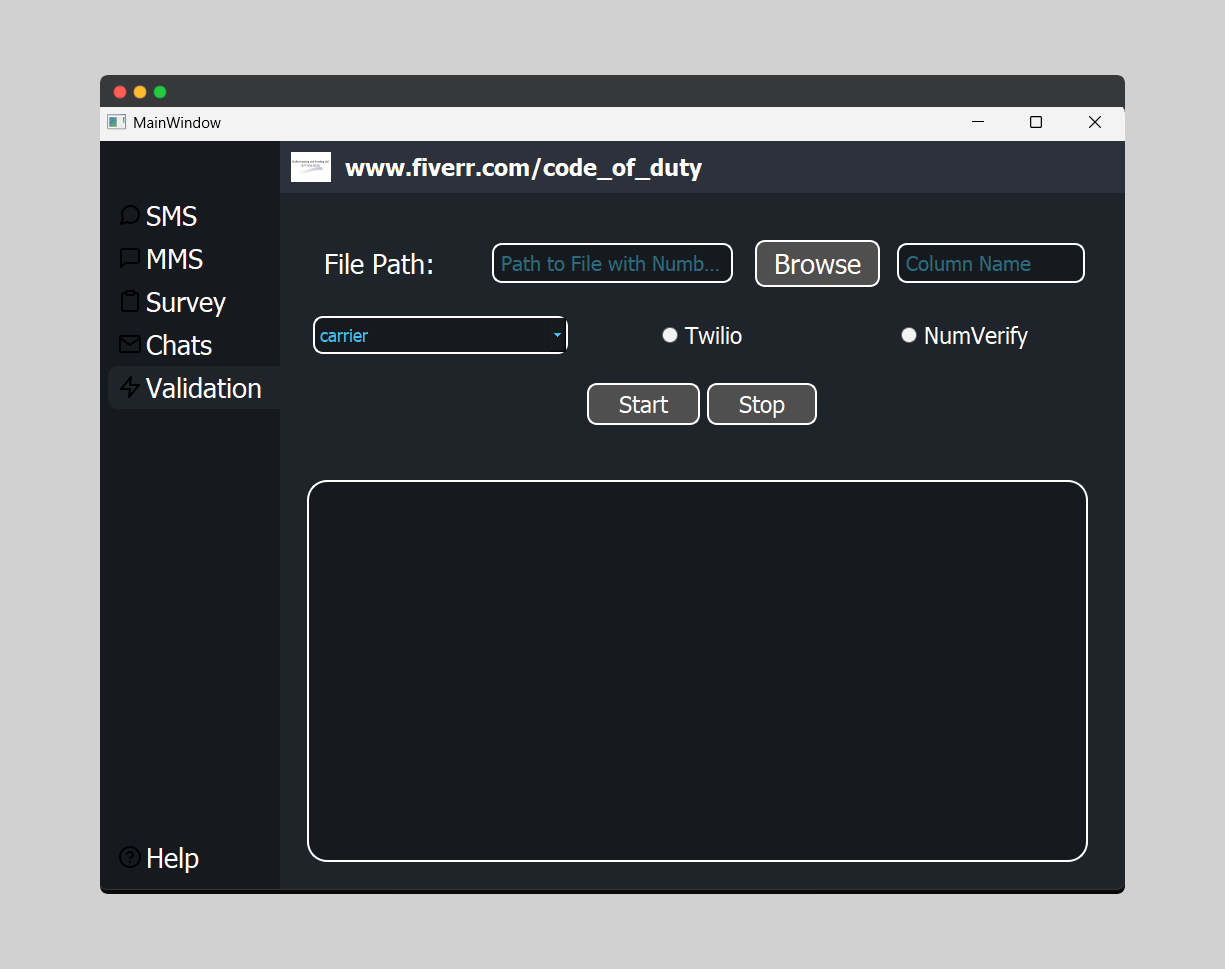 MainWindow
www.fiverr.com/code_of_duty
SMS
MMS
Survey
Chats
Validation
Help
File Path:
Path to File with Numb...
Browse
Column Name
carrier
Twilio
NumVerify
Start
Stop